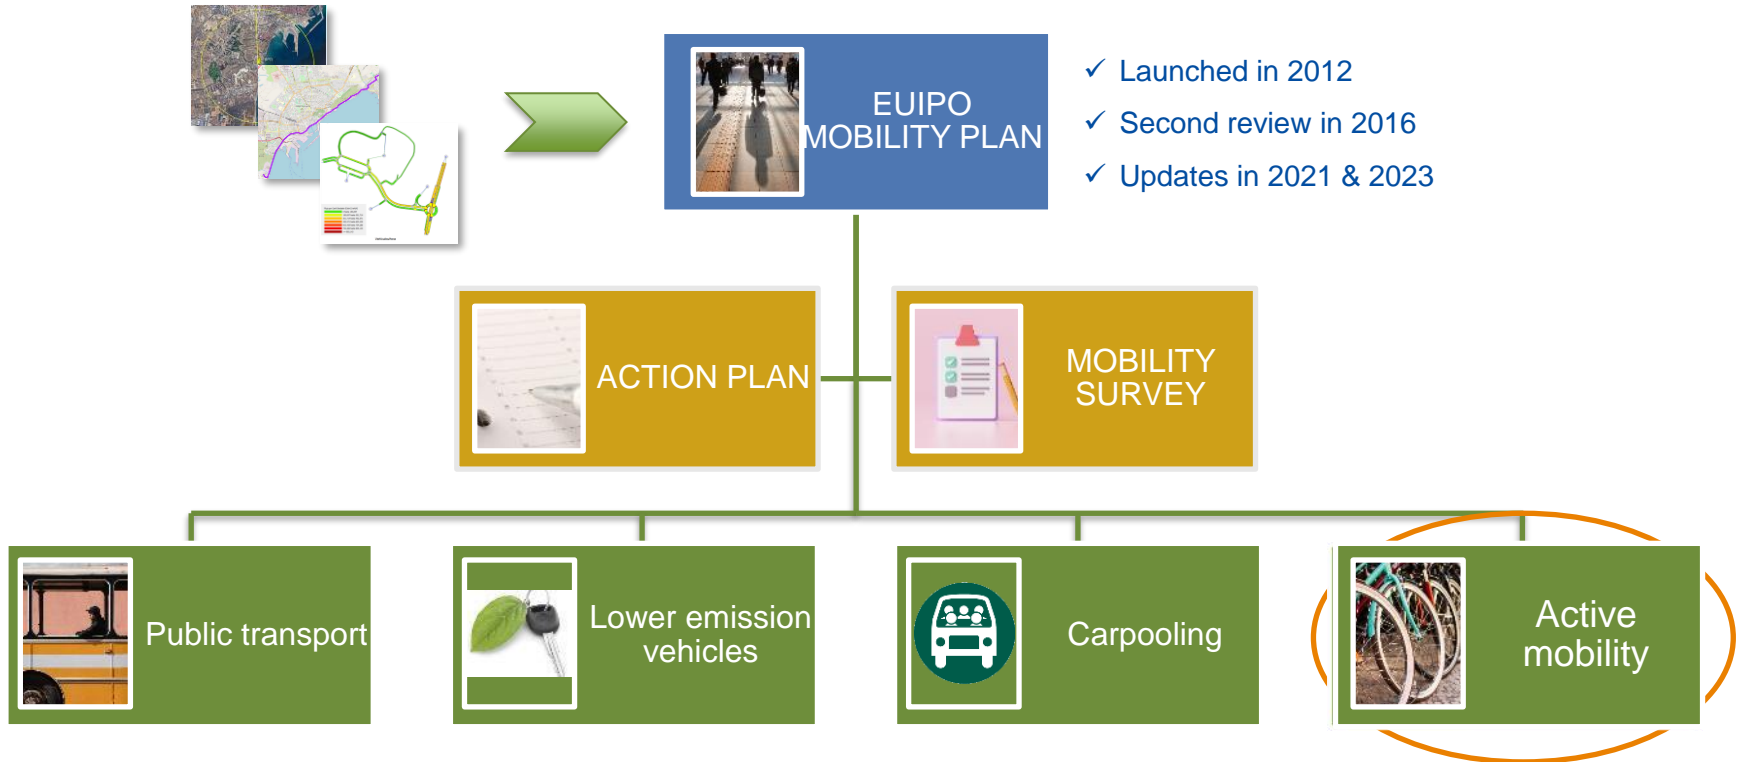 EUIPO
MOBILITY PLAN
✓ Launched in 2012
✓ Second review in 2016
✓ Updates in 2021 & 2023
ACTION PLAN
MOBILITY
SURVEY
Public transport
Lower emission
vehicles
Carpooling
Active
mobility